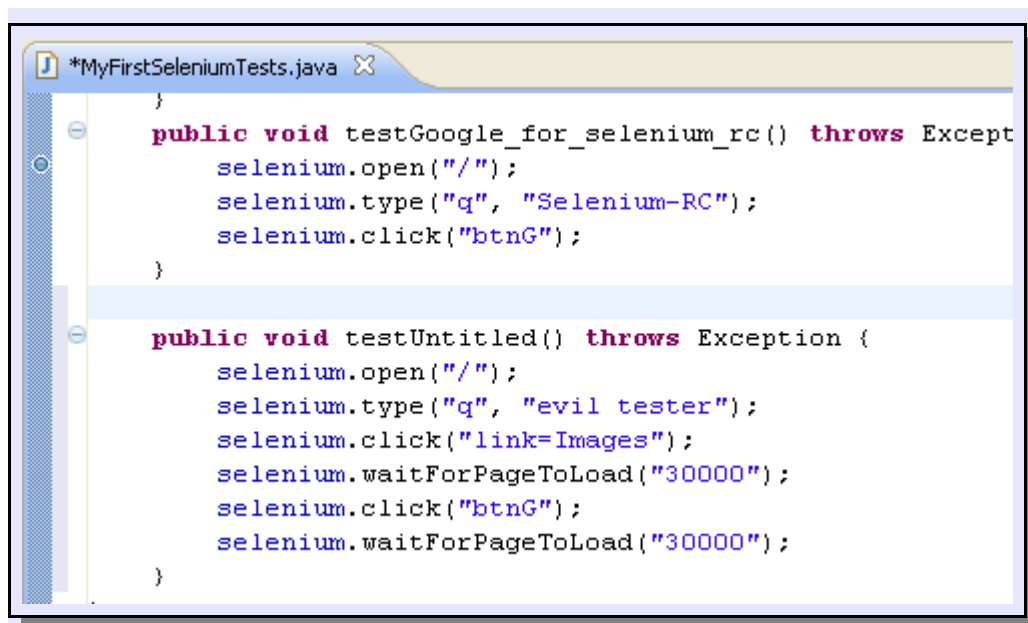 *MyFirstSeleniumTests.java
}
public void testGoogle_for_selenium_rc() throws Except
selenium.open("/");
selenium.type("q", "Selenium-RC");
selenium.click("btnG");
}
public void testUntitled() throws Exception {
selenium.open("/");
selenium.type("q", "evil tester");
selenium.click("link=Images");
selenium.waitForPageToLoad("30000");
selenium.click("btnG");
selenium.waitForPageToLoad("30000");
}